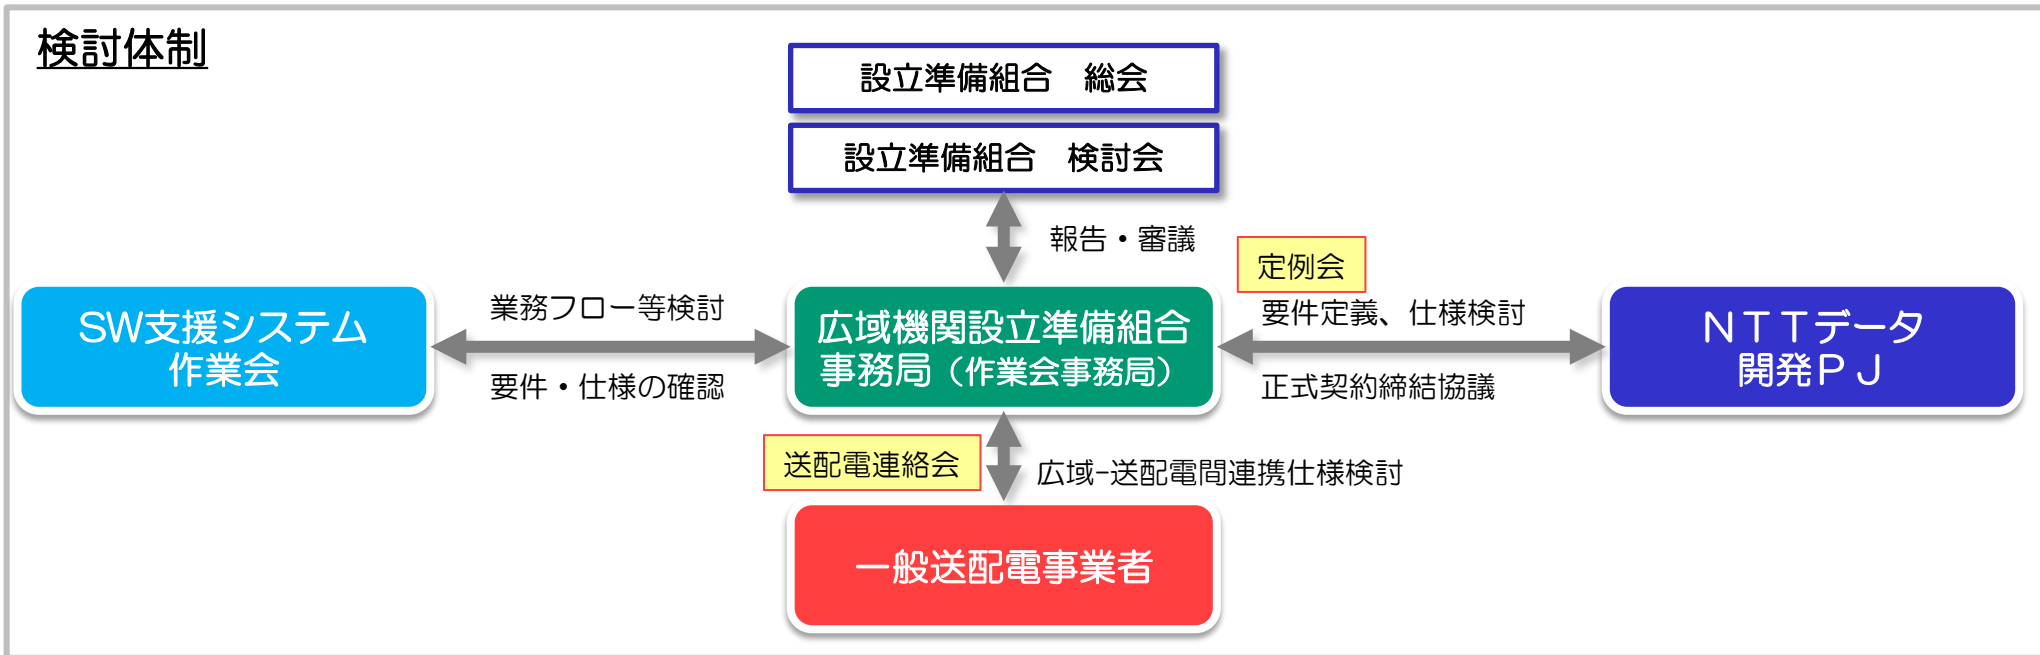 検討体制
設立準備組合　総会
設立準備組合　検討会
報告・審議
定例会
SW支援システム
作業会
業務フロー等検討
要件・仕様の確認
広域機関設立準備組合
事務局（作業会事務局）
要件定義、仕様検討
正式契約締結協議
ＮＴＴデータ
開発ＰＪ
送配電連絡会
広域-送配電間連携仕様検討
一般送配電事業者